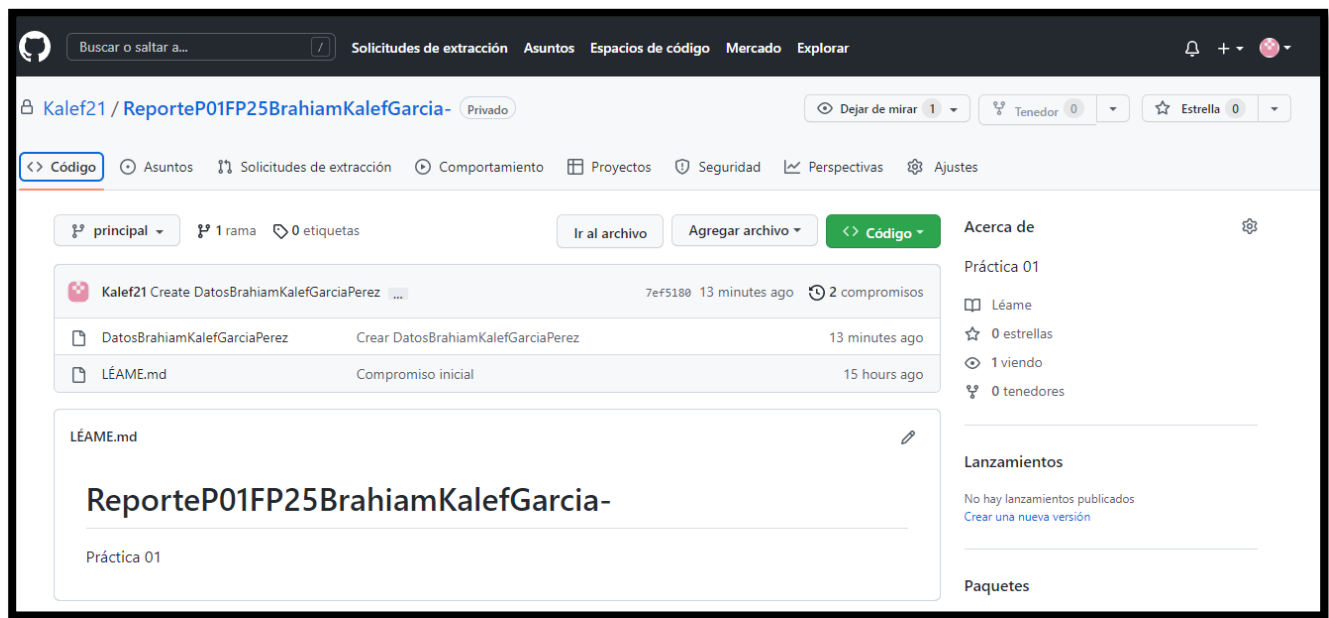 Buscar o saltar a... / Solicitudes de extracción Asuntos Espacios de código Mercado Explorar
Kalef21 / ReporteP01FP25BrahiamKalefGarcia- Privado Dejar de mirar 1 Tenedor 0 Estrella 0
<> Código Asuntos Solicitudes de extracción Comportamiento Proyectos Seguridad Perspectivas Ajustes
principal 1 rama 0 etiquetas Ir al archivo Agregar archivo <> Código
Kalef21 Create DatosBrahiamKalefGarciaPerez ... 7ef5180 13 minutes ago 2 compromisos
DatosBrahiamKalefGarciaPerez Crear DatosBrahiamKalefGarciaPerez 13 minutes ago
LÉAME.md Compromiso inicial 15 hours ago
LÉAME.md
ReporteP01FP25BrahiamKalefGarcia-
Práctica 01
Acerca de
Práctica 01
Léame
0 estrellas
1 viendo
0 tenedores
Lanzamientos
No hay lanzamientos publicados
Crear una nueva versión
Paquetes